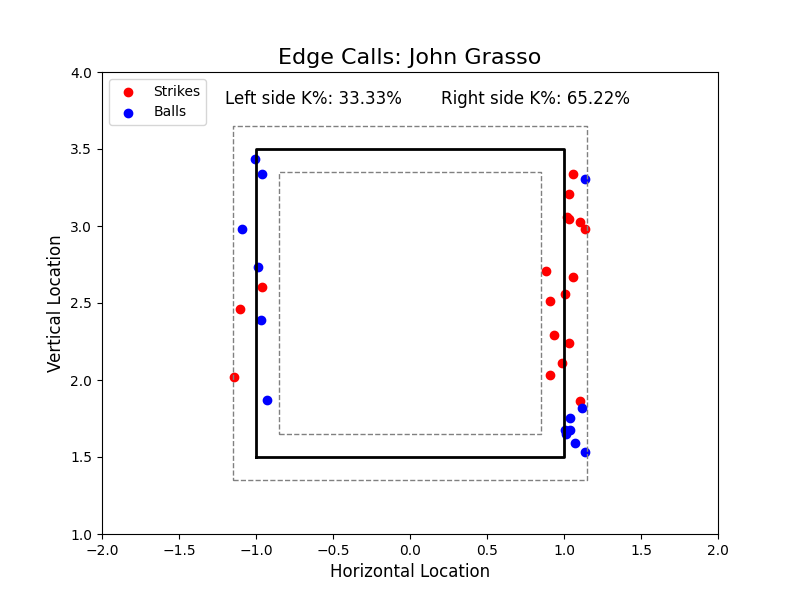 Edge Calls: John Grasso
Strikes
Balls
Left side K%: 33.33%
Right side K%: 65.22%
4.0
3.5
3.0
2.5
2.0
1.5
1.0
Vertical Location
−2.0 −1.5 −1.0 −0.5 0.0 0.5 1.0 1.5 2.0
Horizontal Location